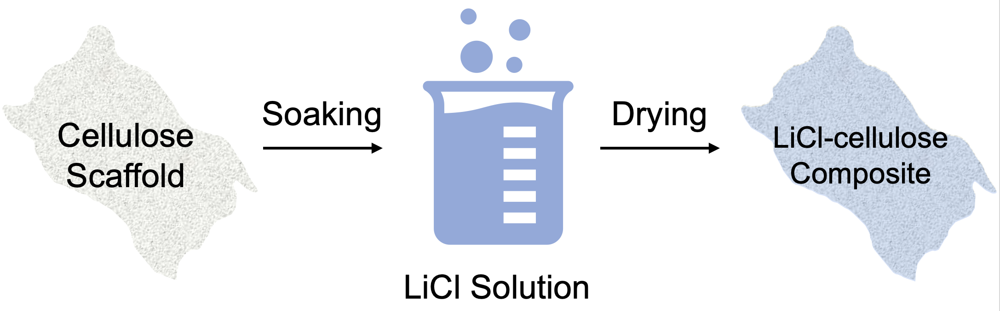 Cellulose
Scaffold
Soaking
LiCl Solution
Drying
LiCl-cellulose
Composite